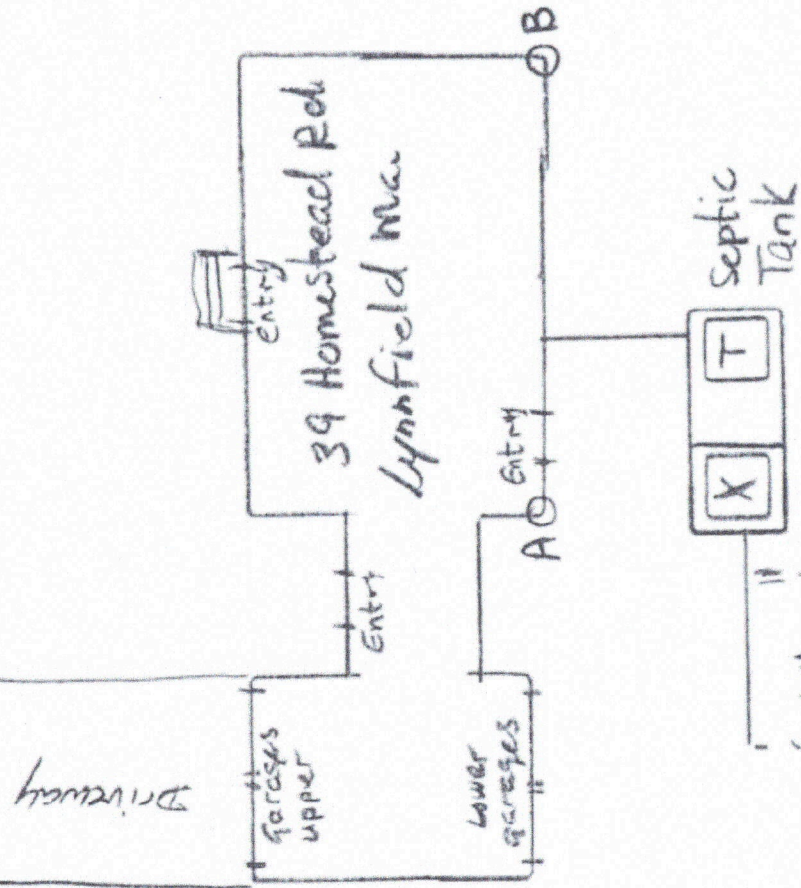 Driveway
Garages
upper
Lower
garages
Entry
entry
39 Homestead Rd.
Lynnfield Ma.
Entry
A
B
X
T
Septic
Tank